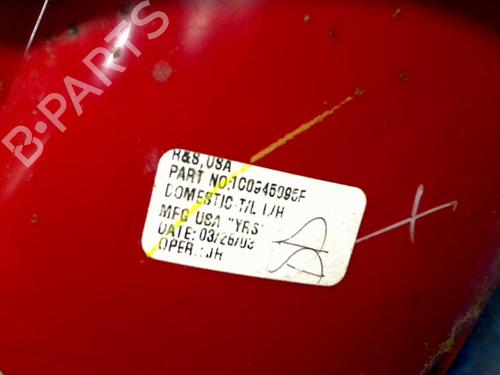 B-PARTS
R&S, USA
PART NO:1C0945095F
DOMESTIC T/L L/H
MFG USA "YRS"
DATE: 03/26/03
OPER.: JH